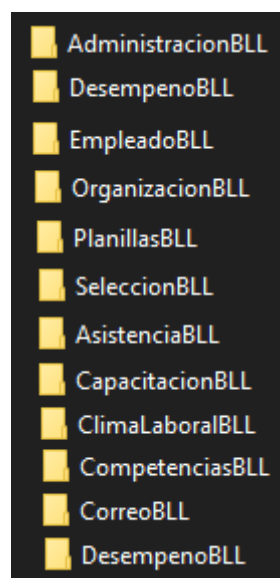 AdministracionBLL
DesempenoBLL
EmpleadoBLL
OrganizacionBLL
PlanillasBLL
SeleccionBLL
AsistenciaBLL
CapacitacionBLL
ClimaLaboralBLL
CompetenciasBLL
CorreoBLL
DesempenoBLL